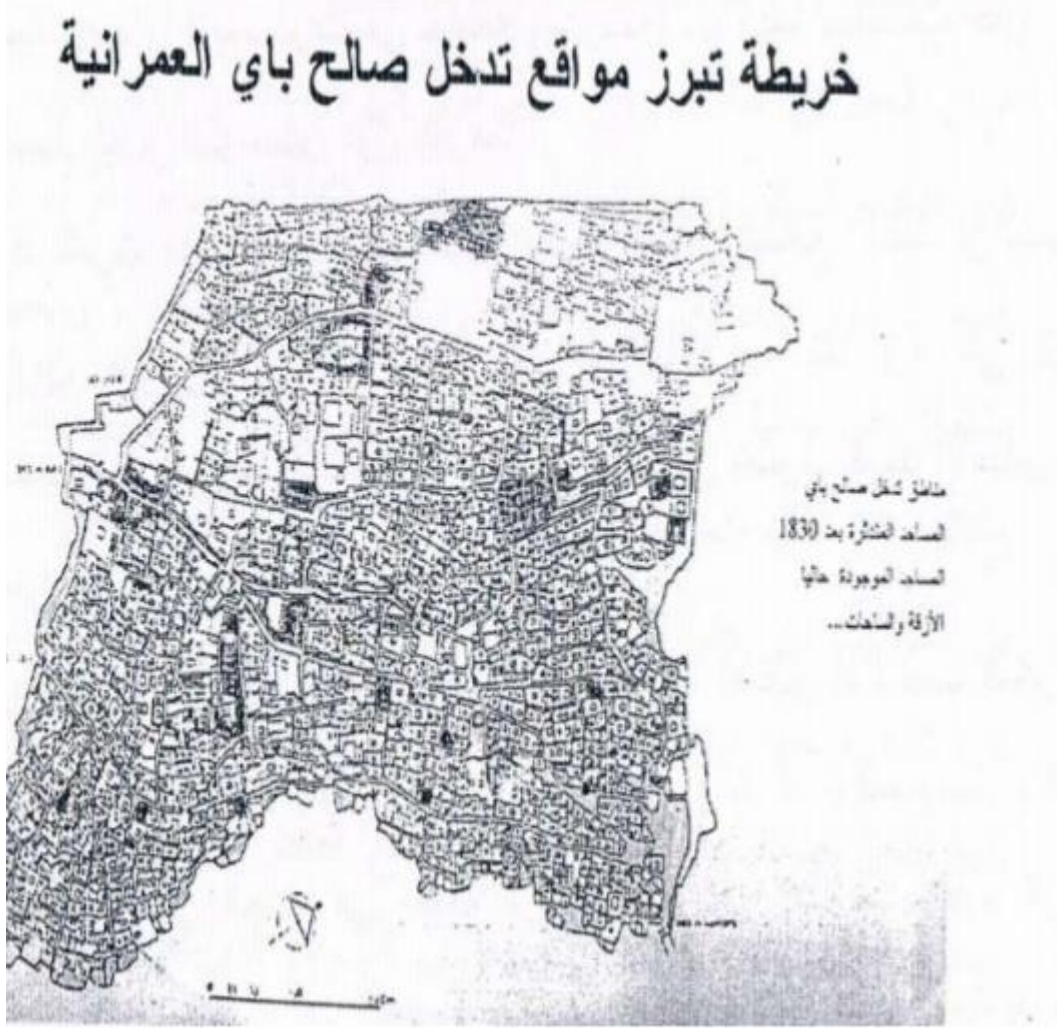 خريطة تبرز مواقع تدخل صالح باي العمرانية
مناطق تدخل صالح باي
المساجد المندثرة بعد 1830
المساجد الموجودة حاليا
الأزقة والساحات...